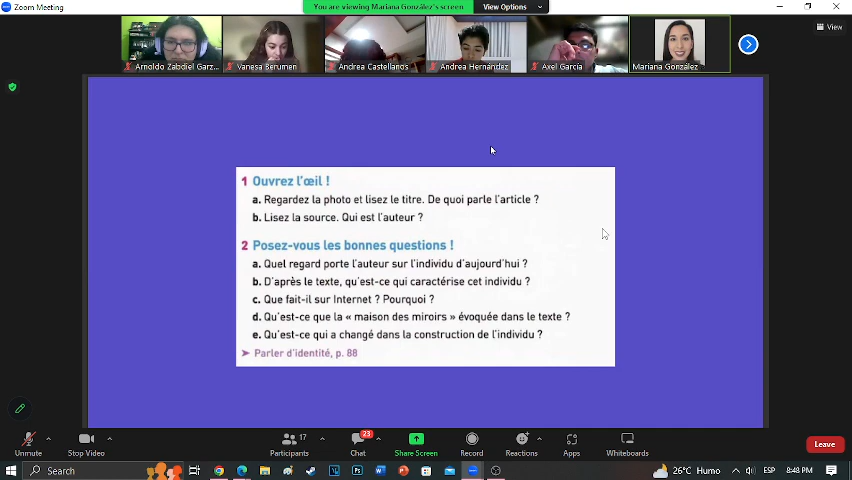 Zoom Meeting
You are viewing Mariana González's screen
View Options
View
Arnoldo Zabdiel Garz...
Vanesa Berumen
Andrea Castellanos
Andrea Hernández
Axel García
Mariana González
1 Ouvrez l'œil !
a. Regardez la photo et lisez le titre. De quoi parle l'article ?
b. Lisez la source. Qui est l'auteur ?
2 Posez-vous les bonnes questions !
a. Quel regard porte l'auteur sur l'individu d'aujourd'hui ?
b. D'après le texte, qu'est-ce qui caractérise cet individu ?
c. Que fait-il sur Internet ? Pourquoi ?
d. Qu'est-ce que la « maison des miroirs » évoquée dans le texte ?
e. Qu'est-ce qui a changé dans la construction de l'individu ?
➤ Parler d'identité, p. 88
Unmute
Stop Video
17
Participants
23
Chat
Share Screen
Record
Reactions
Apps
Whiteboards
Leave
Search
26°C Humo
ESP
8:48 PM